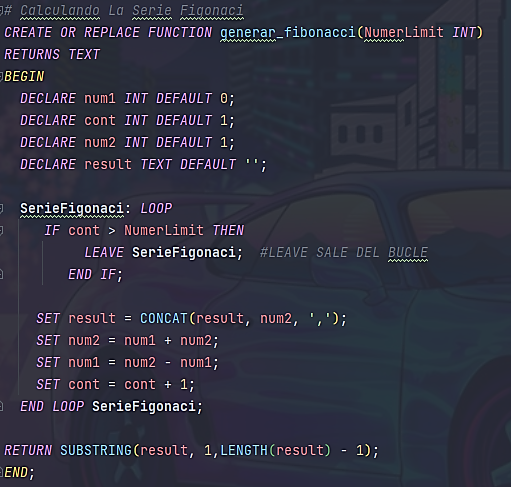 # Calculando La Serie Figonaci
CREATE OR REPLACE FUNCTION generar_fibonacci(NumerLimit INT)
RETURNS TEXT
BEGIN
DECLARE num1 INT DEFAULT 0;
DECLARE cont INT DEFAULT 1;
DECLARE num2 INT DEFAULT 1;
DECLARE result TEXT DEFAULT '';
SerieFigonaci: LOOP
IF cont > NumerLimit THEN
LEAVE SerieFigonaci; #LEAVE SALE DEL BUCLE
END IF;
SET result = CONCAT(result, num2, ',');
SET num2 = num1 + num2;
SET num1 = num2 - num1;
SET cont = cont + 1;
END LOOP SerieFigonaci;
RETURN SUBSTRING(result, 1,LENGTH(result) - 1);
END;